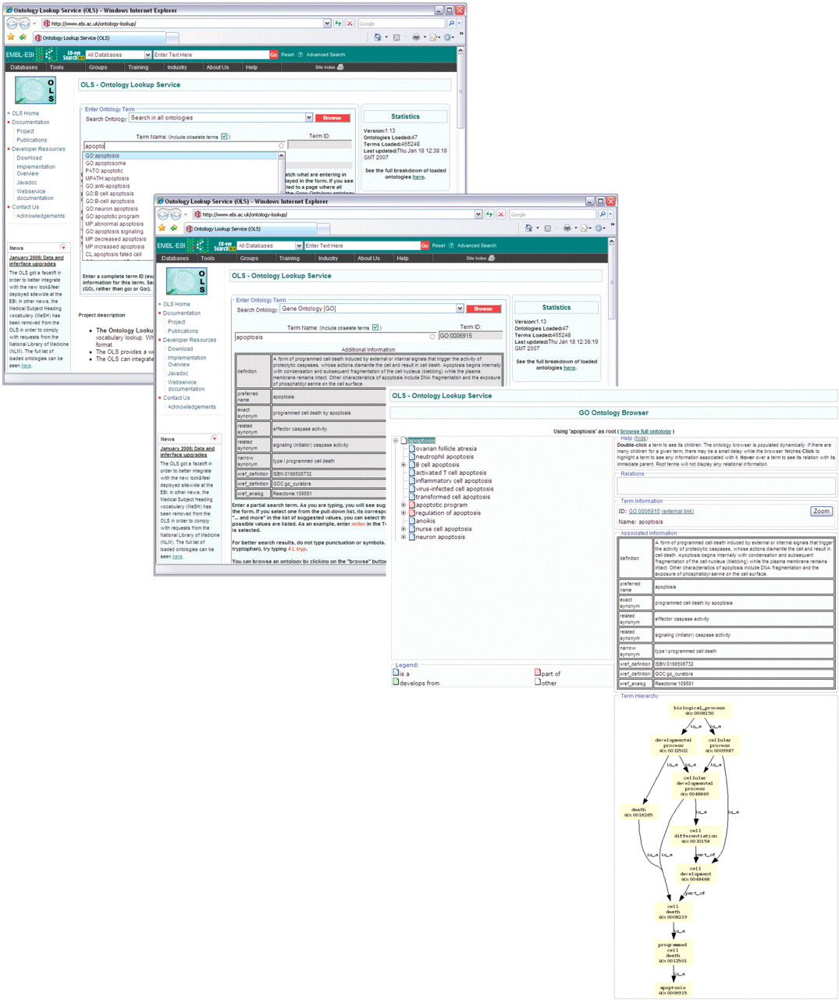 Ontology Lookup Service (OLS) - Windows Internet Explorer
http://www.ebi.ac.uk/ontology-lookup/
Google
Ontology Lookup Service (OLS)
EMBL-EBI
EB-eye Search
All Databases
Enter Text Here
Go
Reset
Advanced Search
Databases Tools Groups Training Industry About Us Help Site Index
OLS
OLS Home
Documentation
Project
Publications
Developer Resources
Download
Implementation
Overview
Javadoc
Webservice
documentation
Contact Us
Acknowledgements
News
January 2006: Data and
interface upgrades
The OLS got a facelift in
order to better integrate
with the new look&feel
deployed sitewide at the
EBI. In other news, the
Medical Subject Heading
vocabulary (MeSH) has
been removed from the
OLS in order to comply
with requests from the
National Library of Medicine
(NLM). The full list of
loaded ontologies can be
seen here.
OLS - Ontology Lookup Service
Enter Ontology Term
Search Ontology: Search in all ontologies
Browse
Term Name: (include obselete terms )
Term ID:
apopto
GO:apoptosis
GO:apoptosome
PATO:apoptotic
MPATH:apoptosis
GO:anti-apoptosis
GO:B cell apoptosis
GO:B-cell apoptosis
GO:neuron apoptosis
GO:apoptotic program
MP:abnormal apoptosis
GO:apoptosis signaling
MP:decreased apoptosis
MP:increased apoptosis
CL:apoptosis fated cell
atch what are entering in
layed in the form. If you see
ted to a page where all
Enter a complete term ID (exa
information for this term. Sea
(GO:, rather than go: or Go:).
Project description
The Ontology Looku
vocabulary lookup. Wh
format.
The OLS provides a we
The OLS can integrate
Statistics
Version:1.13
Ontologies Loaded:47
Terms Loaded:465248
Last updated:Thu Jan 18 12:38:19
GMT 2007
See the full breakdown of loaded
ontologies here.
Ontology Lookup Service (OLS) - Windows Internet Explorer
http://www.ebi.ac.uk/ontology-lookup/
Google
Ontology Lookup Service (OLS)
EMBL-EBI
EB-eye Search
All Databases
Enter Text Here
Go
Reset
Advanced Search
Databases Tools Groups Training Industry About Us Help Site Index
OLS
OLS Home
Documentation
Project
Publications
Developer Resources
Download
Implementation
Overview
Javadoc
Webservice
documentation
Contact Us
Acknowledgements
News
January 2006: Data and
interface upgrades
The OLS got a facelift in
order to better integrate
with the new look&feel
deployed sitewide at the
EBI. In other news, the
Medical Subject Heading
vocabulary (MeSH) has
been removed from the
OLS in order to comply
with requests from the
National Library of
Medicine (NLM). The full list of
loaded ontologies can be
seen here.
OLS - Ontology Lookup Service
Enter Ontology Term
Search Ontology: Gene Ontology [GO]
Browse
Term Name: (include obselete terms )
Term ID:
apoptosis
GO:0006915
Additional Information:
definition
A form of programmed cell death induced by external or internal signals that trigger the activity of
proteolytic caspases, whose actions dismantle the cell and result in cell death. Apoptosis begins internally
with condensation and subsequent fragmentation of the cell nucleus (blebbing) while the plasma
membrane remains intact. Other characteristics of apoptosis include DNA fragmentation and the exposure
of phosphatidyl serine on the cell surface.
preferred name apoptosis
exact synonym programmed cell death by apoptosis
related synonym effector caspase activity
related synonym signaling (initiator) caspase activity
narrow synonym type I programmed cell death
xref_definition ISBN:0198506732
xref_definition GOC:go_curators
xref_analog Reactome:109581
Enter a partial search term. As you are typing, you will see sug
the form. If you select one from the pull-down list, its corresp
"... and more" in the list of suggested values, you can select th
possible values are listed. As an example, enter mitoc in the T
is selected.
For better search results, do not type punctuation or symbols.
tryptophan), try typing 4 L tryp.
You can browse an ontology by clicking on the "browse" butto
Statistics
Version:1.13
Ontologies Loaded:47
Terms Loaded:465248
Last updated:Thu Jan 18 12:38:19
GMT 2007
See the full breakdown of loaded
ontologies here.
OLS - Ontology Lookup Service
GO Ontology Browser
Using 'apoptosis' as root ( browse full ontology )
apoptosis
ovarian follicle atresia
neutrophil apoptosis
B cell apoptosis
activated T cell apoptosis
inflammatory cell apoptosis
virus-infected cell apoptosis
transformed cell apoptosis
apoptotic program
regulation of apoptosis
anoikis
nurse cell apoptosis
neuron apoptosis
Legend:
is a
part of
develops from
other
Help (hide)
Double-click a term to see its children. The ontology browser is populated dynamically. If there are
many children for a given term, there may be a small delay while the browser fetches Click to
highlight a term to see any information associated with it. Hover over a term to see its relation with its
immediate parent. Root terms will not display any relational information.
Relations
Term Information
ID: GO:0006915 (external link)
Zoom
Name: apoptosis
Associated information
definition
A form of programmed cell death induced by external or internal signals that trigger
the activity of proteolytic caspases, whose actions dismantle the cell and result in
cell death. Apoptosis begins internally with condensation and subsequent
fragmentation of the cell nucleus (blebbing) while the plasma membrane remains
intact. Other characteristics of apoptosis include DNA fragmentation and the
exposure of phosphatidyl serine on the cell surface.
preferred name apoptosis
exact synonym programmed cell death by apoptosis
related synonym effector caspase activity
related synonym signaling (initiator) caspase activity
narrow synonym type I programmed cell death
xref_definition ISBN:0198506732
xref_definition GOC:go_curators
xref_analog Reactome:109581
Term Hierarchy
biological_process
GO:0008150
is_a
is_a
developmental
process
GO:0032502
cellular
process
GO:0009987
is_a
is_a
is_a
cellular
developmental
process
GO:0048869
death
GO:0016265
is_a
is_a
cell
differentiation
GO:0030154
is_a
is_a
part_of
cell
development
GO:0048468
part_of
cell
death
GO:0008219
is_a
programmed
cell
death
GO:0012501
is_a
apoptosis
GO:0006915